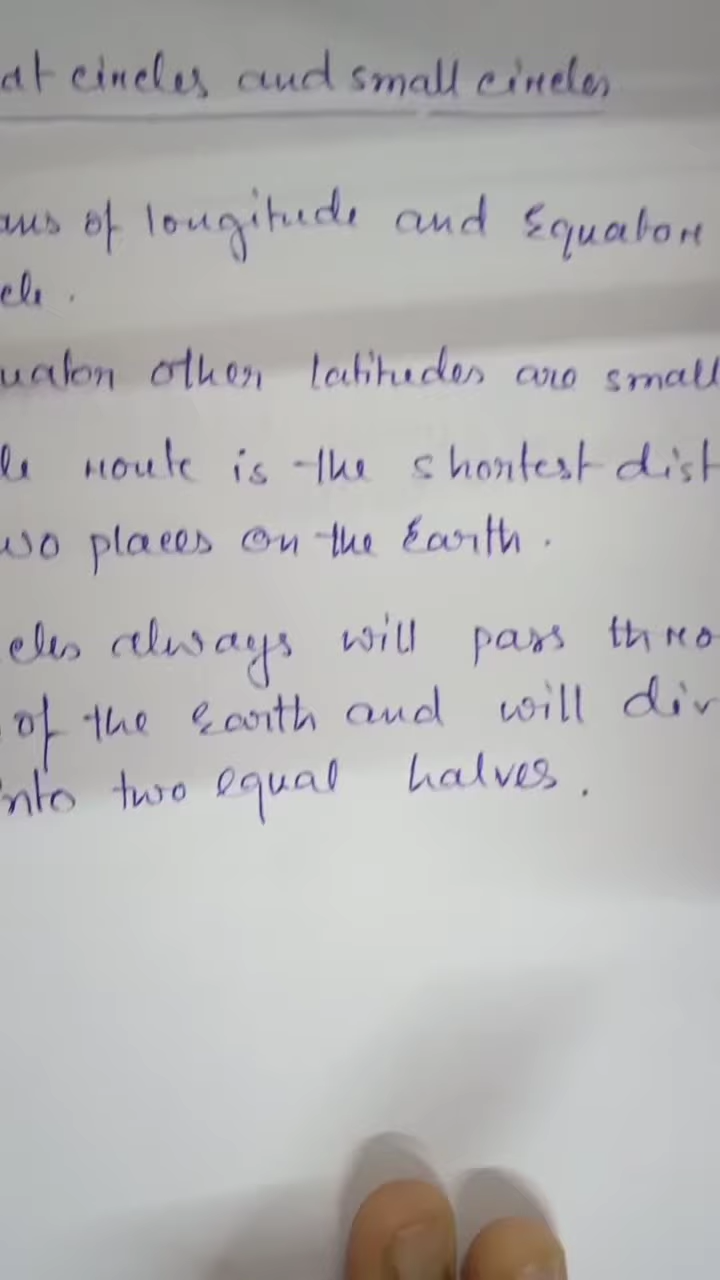 at circles and small circles
ans of longitude and Equator
cle.
uator other latitudes are small
le route is the shortest dist
wo places on the Earth.
cles always will pass thro
of the Earth and will div
into two equal halves.